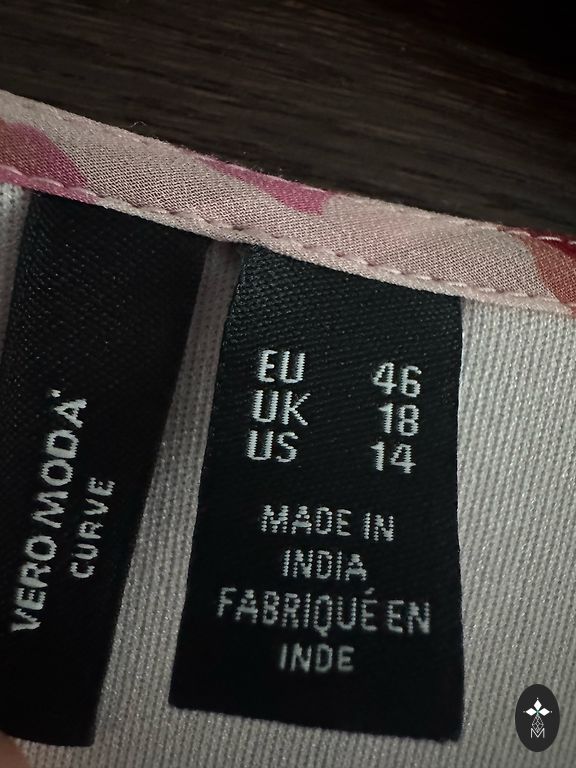 VERO MODA
CURVE
EU 46
UK 18
US 14
MADE IN
INDIA
FABRIQUÉ EN
INDE
M